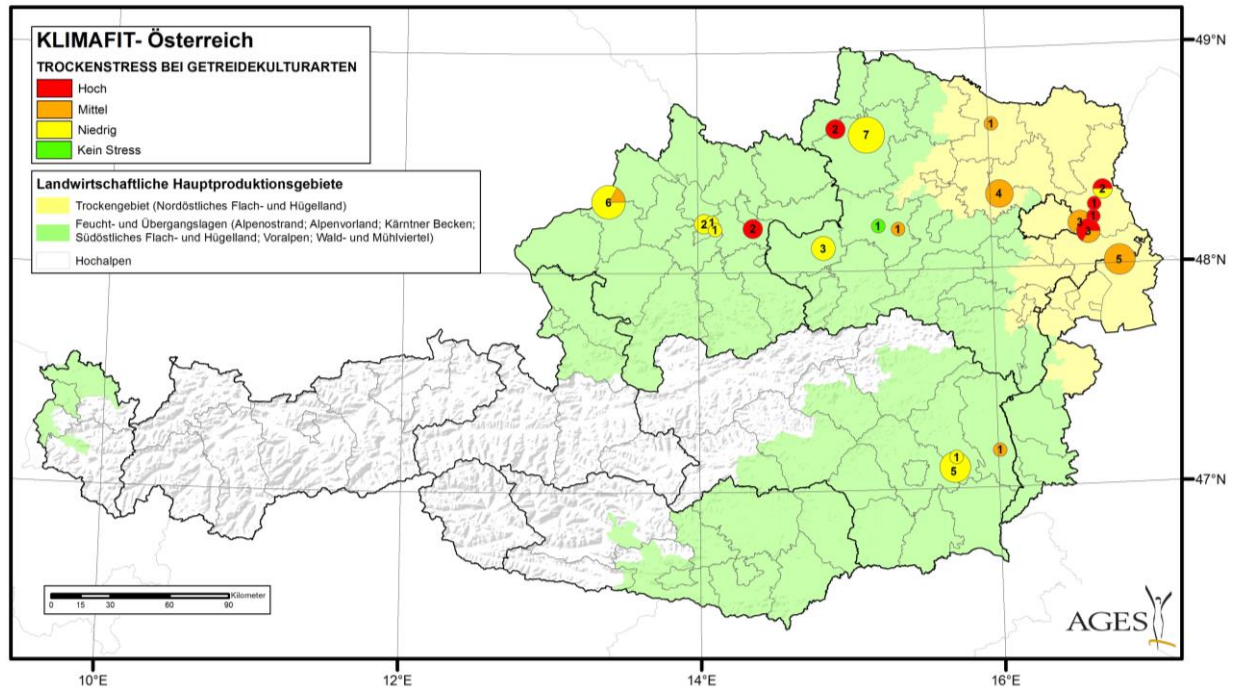 KLIMAFIT- Österreich
TROCKENSTRESS BEI GETREIDEKULTURARTEN
Hoch
Mittel
Niedrig
Kein Stress
Landwirtschaftliche Hauptproduktionsgebiete
Trockengebiet (Nordöstliches Flach- und Hügelland)
Feucht- und Übergangslagen (Alpenostrand; Alpenvorland; Kärntner Becken;
Südöstliches Flach- und Hügelland; Voralpen; Wald- und Mühlviertel)
Hochalpen
49°N
1
2
7
2
6
4
1
1
2
1
1
2
1
1
3
3
3
5
48°N
1
1
5
47°N
Kilometer
0 15 30 60 90
AGES
10°E
12°E
14°E
16°E